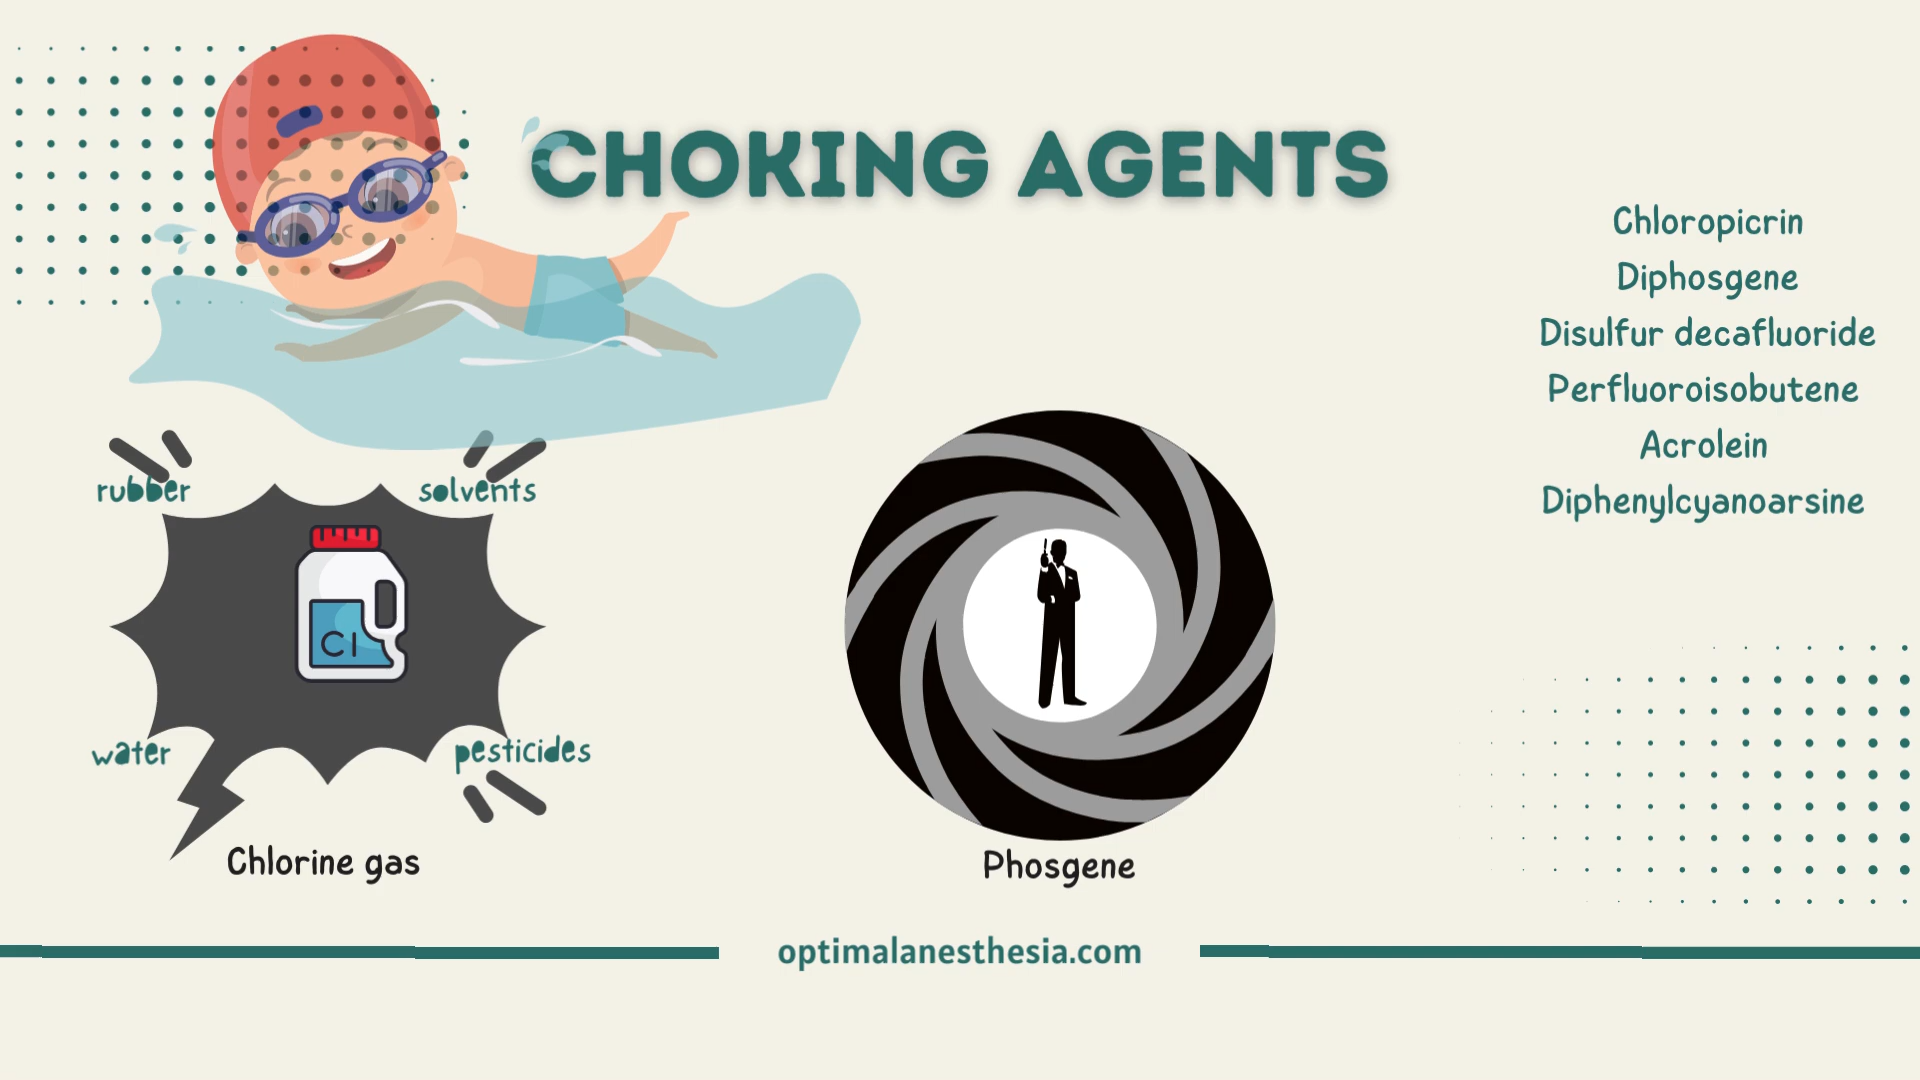 CHOKING AGENTS
Chloropicrin
Diphosgene
Disulfur decafluoride
Perfluoroisobutene
Acrolein
Diphenylcyanoarsine
rubber
solvents
Cl
water
pesticides
Chlorine gas
Phosgene
optimalanesthesia.com